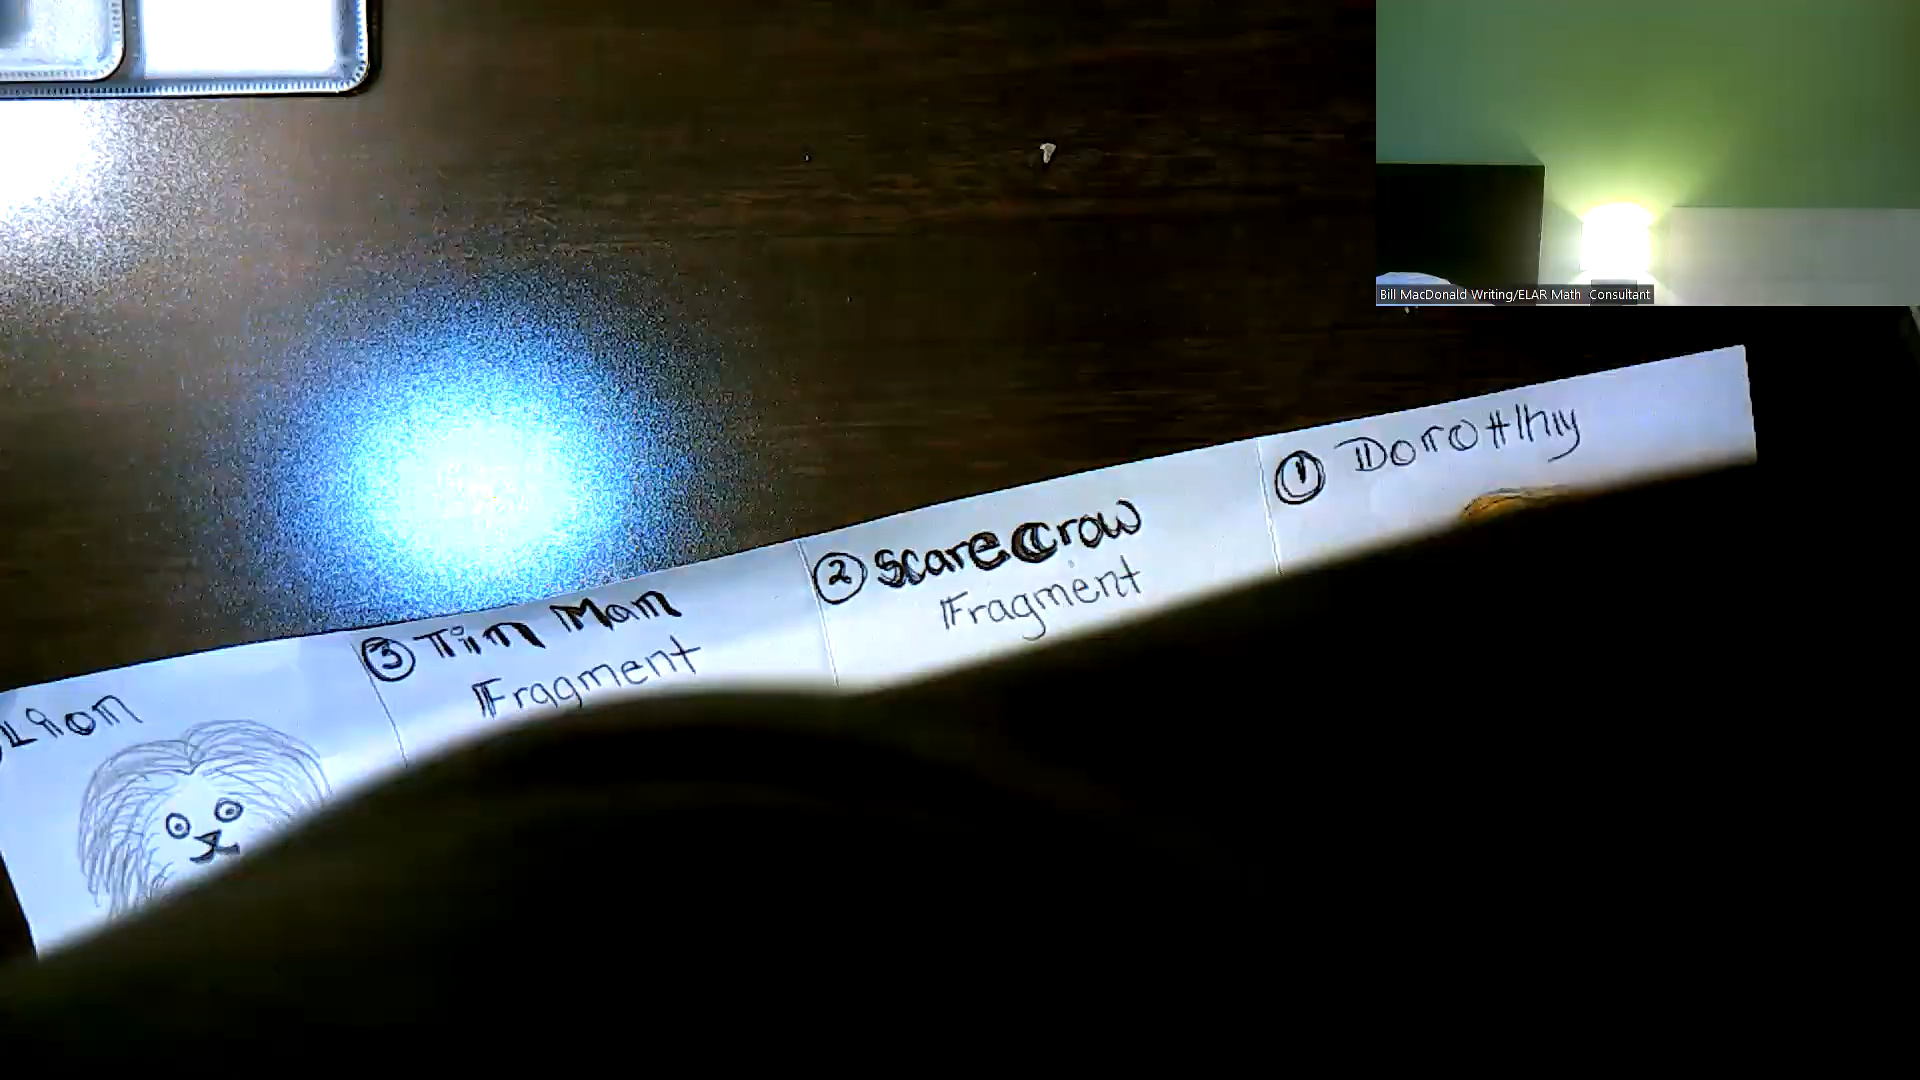 Bill MacDonald Writing/ELAR Math Consultant
① Dorothy
② ScareCrow
Fragment
③ Tin Man
Fragment
Lion